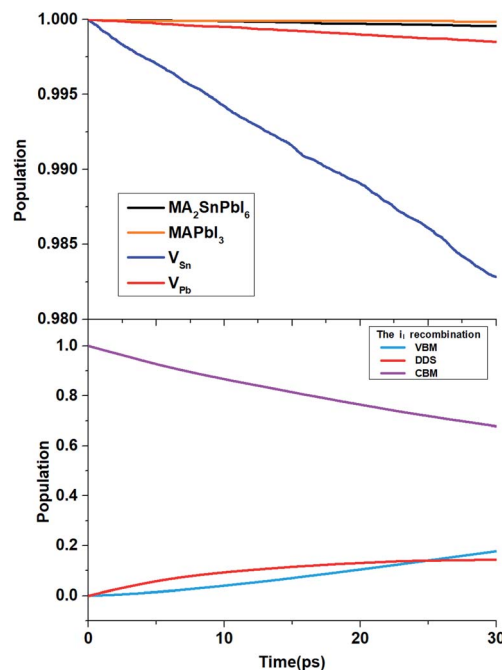 1.000
0.995
0.990
0.985
0.980
Population
MA₂SnPbI₆
MAPbI₃
V_Sn
V_Pb
1.0
0.8
0.6
0.4
0.2
0.0
Population
The i₁ recombination
VBM
DDS
CBM
0 10 20 30
Time(ps)